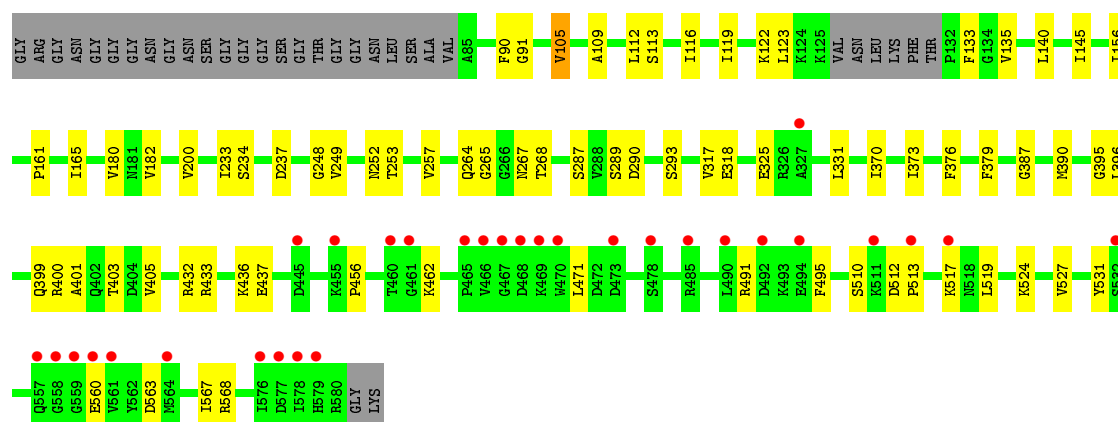 GLY ARG GLY ASN GLY GLY GLY ASN GLY ASN SER GLY GLY GLY SER GLY THR GLY GLY ASN LEU SER ALA VAL A85 F90 G91 V105 A109 L112 S113 I116 I119 K122 L123 K124 K125 VAL ASN LEU LYS PHE THR P132 F133 G134 V135 L140 I145
P161 I165 V180 N181 V182 V200 I233 S234 D237 G248 V249 N252 T253 V257 Q264 G265 G266 N267 T268 S287 V288 S289 D290 S293 V317 E318 E325 R326 A327 L331 I370 I373 F376 F379 G387 M390 G395
Q399 R400 A401 Q402 T403 D404 V405 R432 R433 K436 E437 D445 K455 P456 T460 G461 K462 P465 V466 G467 D468 K469 W470 L471 D472 D473 S478 R485 L490 R491 D492 K493 E494 F495 S510 K511 D512 P513 K517 N518 L519 K524 V527 Y531
Q557 G558 G559 E560 V561 Y562 D563 M564 I567 R568 I576 D577 I578 H579 R580 GLY LYS